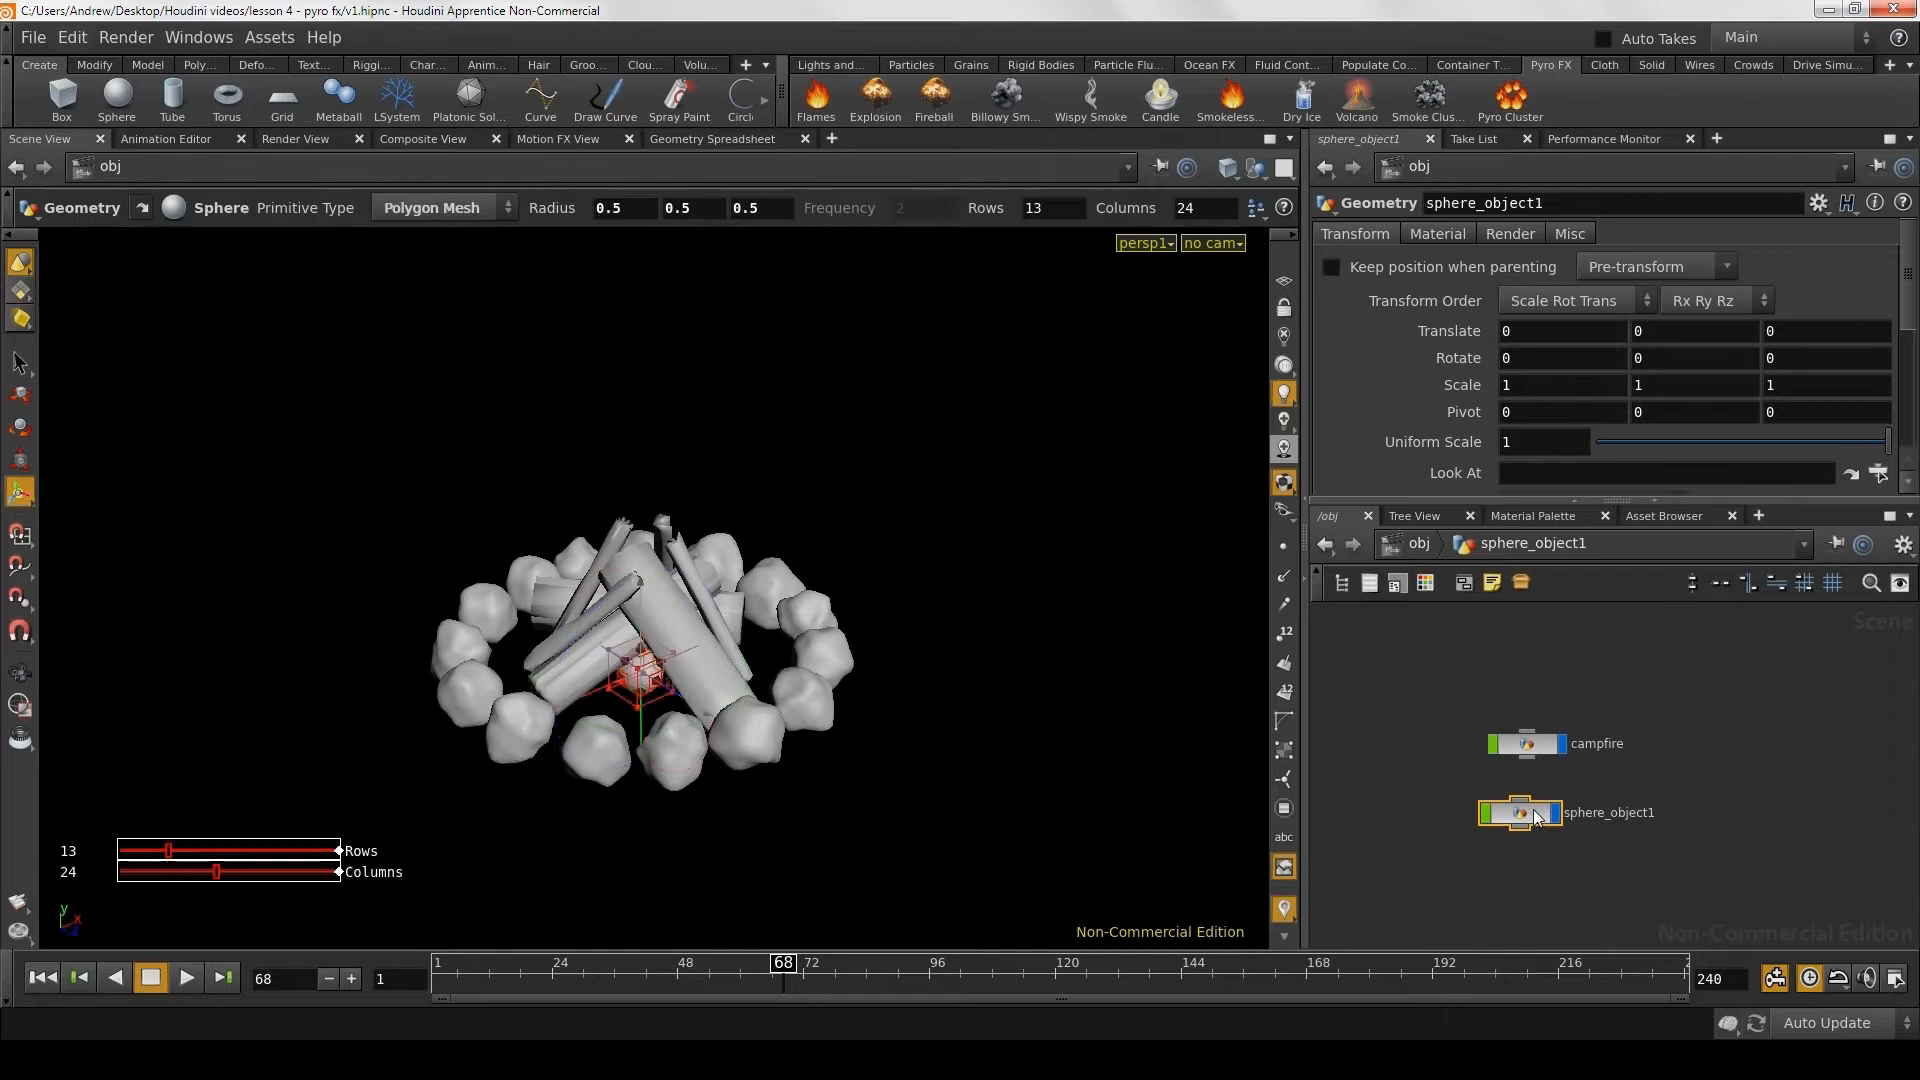 C:/Users/Andrew/Desktop/Houdini videos/lesson 4 - pyro fx/v1.hipnc - Houdini Apprentice Non-Commercial
File Edit Render Windows Assets Help
Auto Takes Main
Create Modify Model Poly... Defo... Text... Riggi... Char... Anim... Hair Groo... Clou... Volu...
Lights and... Particles Grains Rigid Bodies Particle Flu... Ocean FX Fluid Cont... Populate Co... Container T... Pyro FX Cloth Solid Wires Crowds Drive Simu...
Box Sphere Tube Torus Grid Metaball LSystem Platonic Sol... Curve Draw Curve Spray Paint Circl
Flames Explosion Fireball Billowy Sm... Wispy Smoke Candle Smokeless... Dry Ice Volcano Smoke Clus... Pyro Cluster
Scene View Animation Editor Render View Composite View Motion FX View Geometry Spreadsheet
sphere_object1 Take List Performance Monitor
obj
obj
Geometry Sphere Primitive Type Polygon Mesh Radius 0.5 0.5 0.5 Frequency 2 Rows 13 Columns 24
Geometry sphere_object1
persp1 no cam
Transform Material Render Misc
Keep position when parenting Pre-transform
Transform Order Scale Rot Trans Rx Ry Rz
Translate 0 0 0
Rotate 0 0 0
Scale 1 1 1
Pivot 0 0 0
Uniform Scale 1
Look At
/obj Tree View Material Palette Asset Browser
obj sphere_object1
Scene
12
12
abc
campfire
sphere_object1
13 Rows
24 Columns
y
x
z
Non-Commercial Edition
Non-Commercial Edition
68 1
1 24 48 68 72 96 120 144 168 192 216 2
240
Auto Update